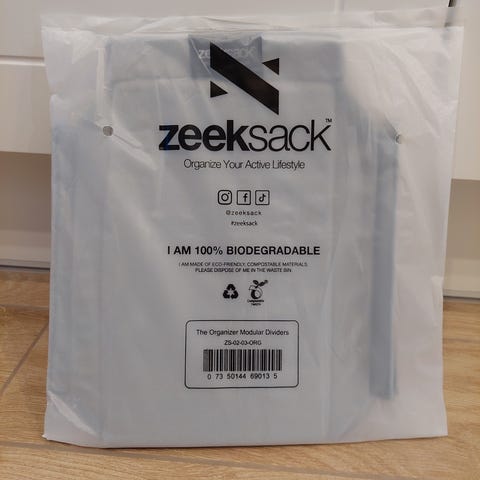 zeeksack
zeeksack™
Organize Your Active Lifestyle
@zeeksack
#zeeksack
I AM 100% BIODEGRADABLE
I AM MADE OF ECO-FRIENDLY, COMPOSTABLE MATERIALS.
PLEASE DISPOSE OF ME IN THE WASTE BIN.
The Organizer Modular Dividers
ZS-02-03-ORG
0 73 50144 69013 5